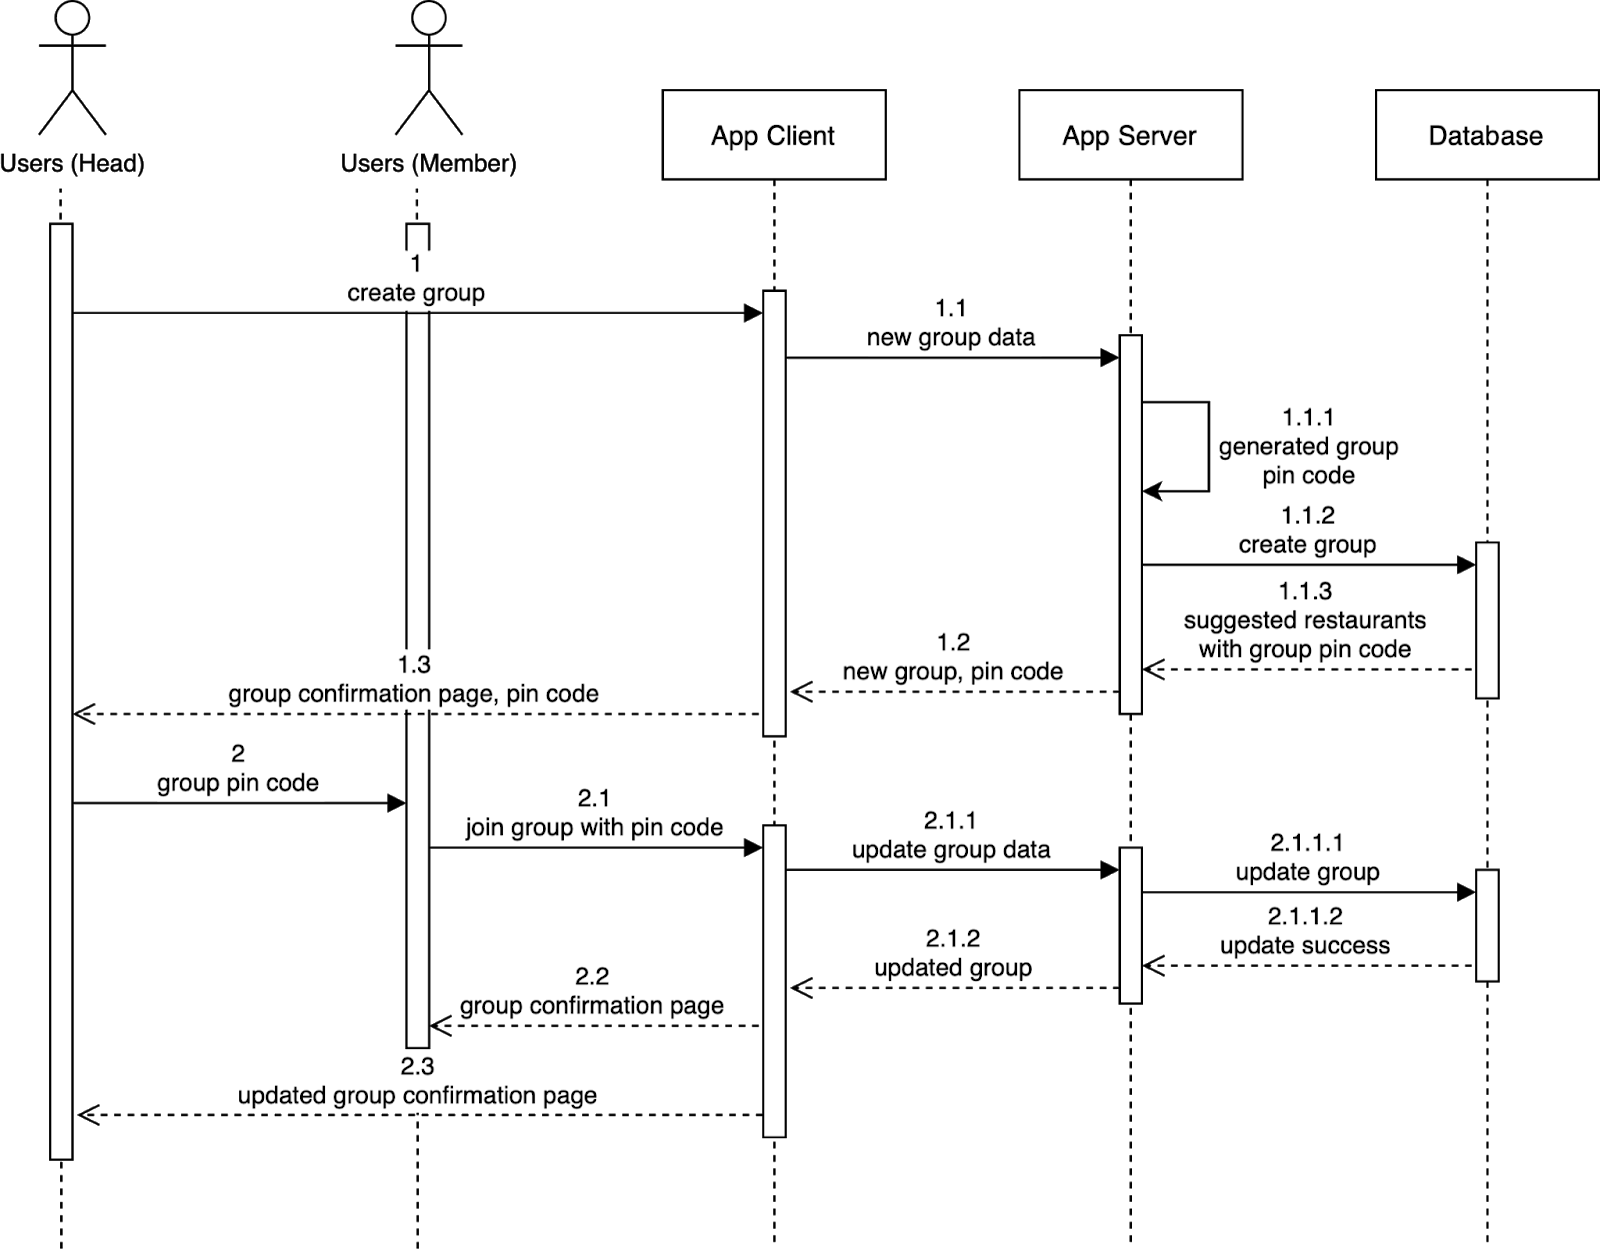 Users (Head)
Users (Member)
App Client
App Server
Database
1
create group
1.1
new group data
1.1.1
generated group
pin code
1.1.2
create group
1.1.3
suggested restaurants
with group pin code
1.2
new group, pin code
1.3
group confirmation page, pin code
2
group pin code
2.1
join group with pin code
2.1.1
update group data
2.1.1.1
update group
2.1.1.2
update success
2.1.2
updated group
2.2
group confirmation page
2.3
updated group confirmation page